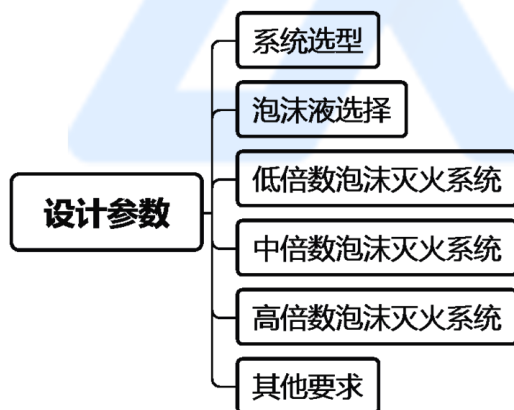 系统选型
泡沫液选择
设计参数
低倍数泡沫灭火系统
中倍数泡沫灭火系统
高倍数泡沫灭火系统
其他要求